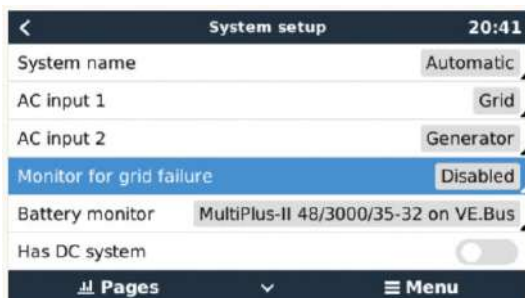 System setup 20:41
System name Automatic
AC input 1 Grid
AC input 2 Generator
Monitor for grid failure Disabled
Battery monitor MultiPlus-II 48/3000/35-32 on VE.Bus
Has DC system
Pages Menu